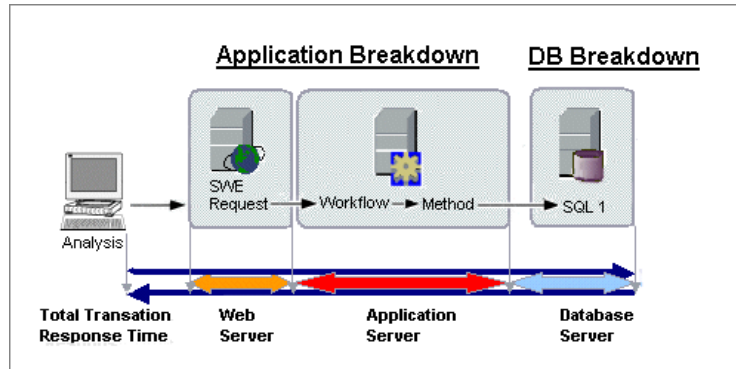 Application Breakdown
DB Breakdown
SWE
Request
Workflow
Method
SQL 1
Analysis
Total Transation
Response Time
Web
Server
Application
Server
Database
Server